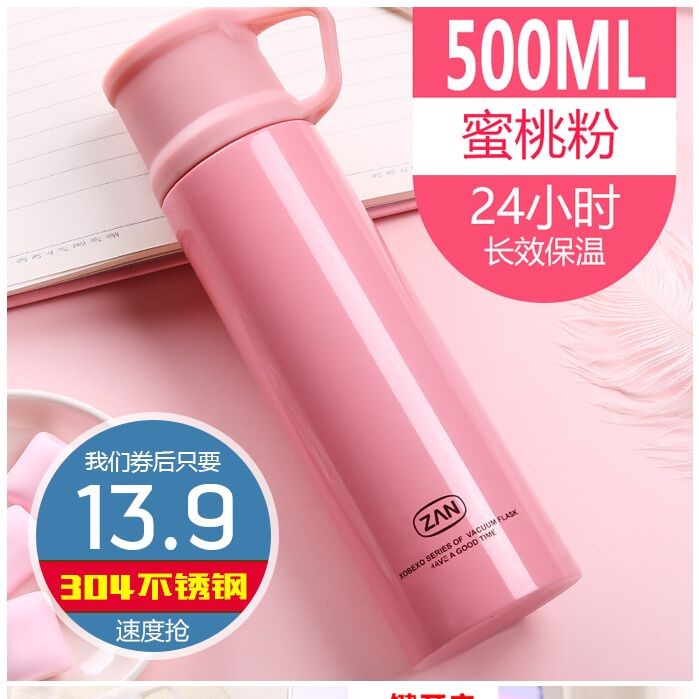 500ML
蜜桃粉
24小时
长效保温
我们券后只要
13.9
304不锈钢
速度抢
ZAN
XOBEXO SERIES OF VACUUM FLASK
HAVE A GOOD TIME